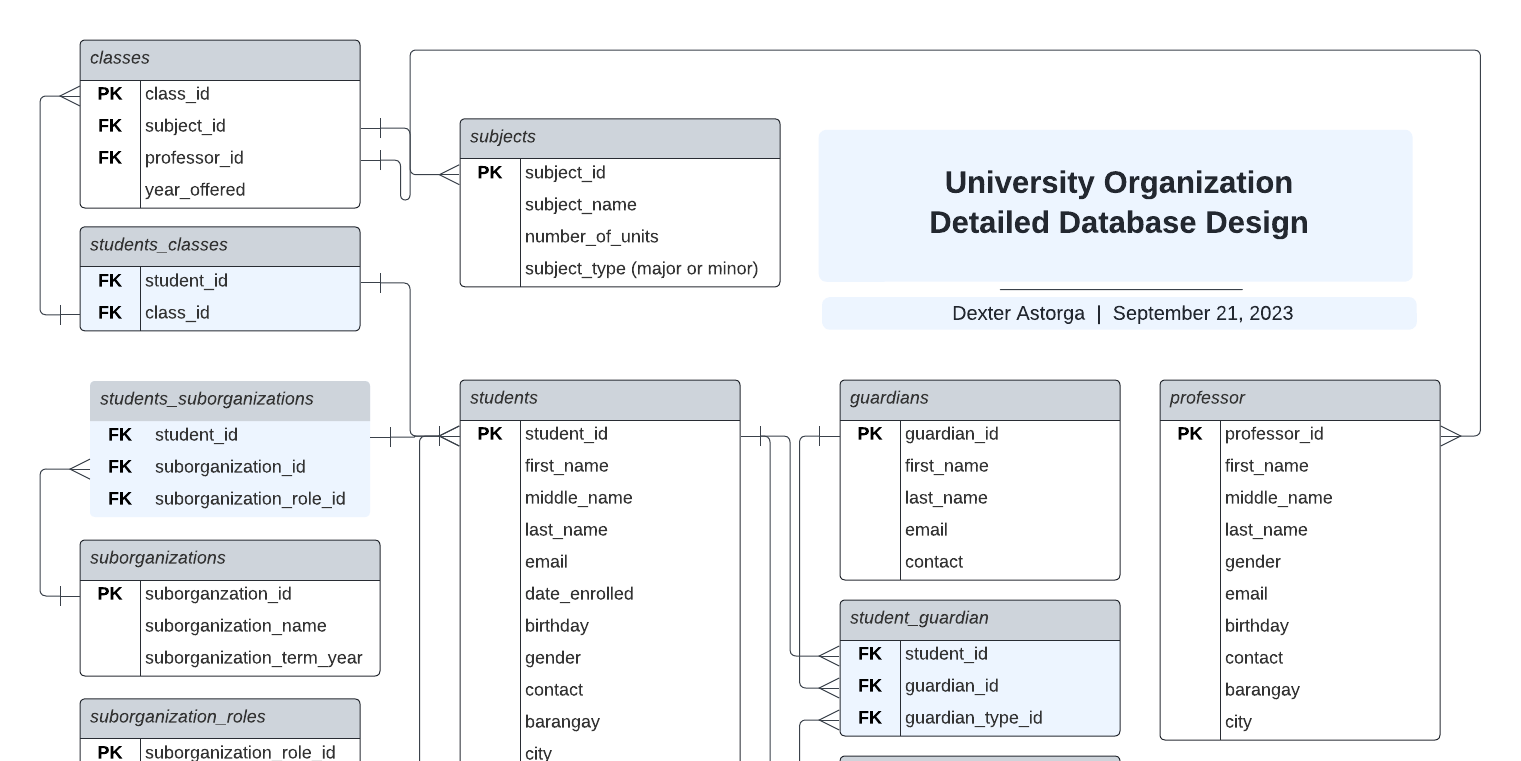 classes
PK class_id
FK subject_id
FK professor_id
year_offered
students_classes
FK student_id
FK class_id
subjects
PK subject_id
subject_name
number_of_units
subject_type (major or minor)
University Organization
Detailed Database Design
Dexter Astorga | September 21, 2023
students_suborganizations
FK student_id
FK suborganization_id
FK suborganization_role_id
suborganizations
PK suborganzation_id
suborganization_name
suborganization_term_year
suborganization_roles
PK suborganization_role_id
students
PK student_id
first_name
middle_name
last_name
email
date_enrolled
birthday
gender
contact
barangay
city
guardians
PK guardian_id
first_name
last_name
email
contact
student_guardian
FK student_id
FK guardian_id
FK guardian_type_id
professor
PK professor_id
first_name
middle_name
last_name
gender
email
birthday
contact
barangay
city